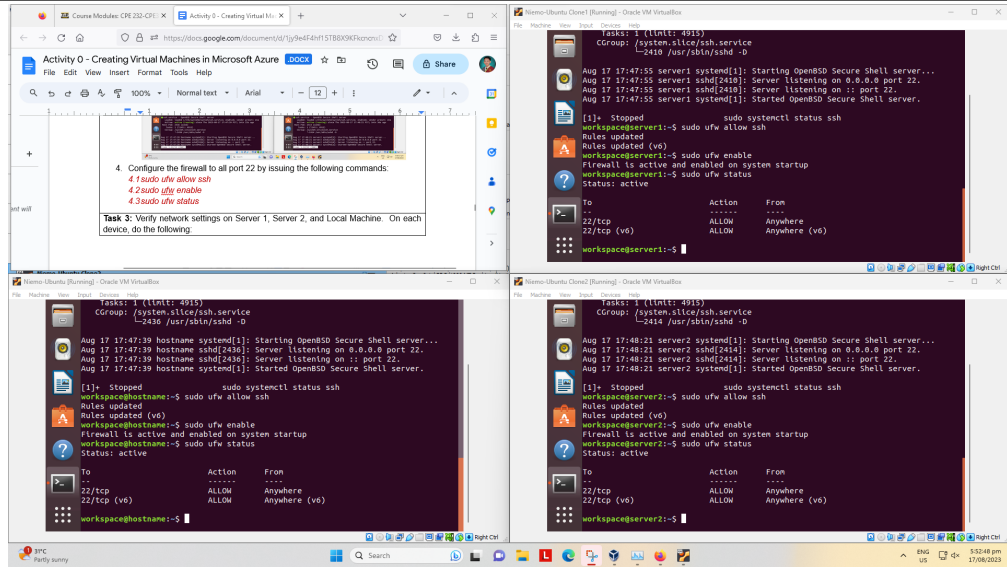 Course Modules: CPE 232-CPE
Activity 0 - Creating Virtual Ma
https://docs.google.com/document/d/1jy9e4F4hf15TB8X9KFkcncnx
Activity 0 - Creating Virtual Machines in Microsoft Azure .DOCX
Share
File Edit View Insert Format Tools Help
100% Normal text Arial 12
1 2 3 4 5 6 7
4. Configure the firewall to all port 22 by issuing the following commands:
4.1 sudo ufw allow ssh
4.2 sudo ufw enable
4.3 sudo ufw status
Task 3: Verify network settings on Server 1, Server 2, and Local Machine. On each
device, do the following:
ent will
Niemo-Ubuntu Clone1 [Running] - Oracle VM VirtualBox
File Machine View Input Devices Help
Tasks: 1 (limit: 4915)
CGroup: /system.slice/ssh.service
└─2410 /usr/sbin/sshd -D
Aug 17 17:47:55 server1 systemd[1]: Starting OpenBSD Secure Shell server...
Aug 17 17:47:55 server1 sshd[2410]: Server listening on 0.0.0.0 port 22.
Aug 17 17:47:55 server1 sshd[2410]: Server listening on :: port 22.
Aug 17 17:47:55 server1 systemd[1]: Started OpenBSD Secure Shell server.
[1]+ Stopped sudo systemctl status ssh
workspace@server1:~$ sudo ufw allow ssh
Rules updated
Rules updated (v6)
workspace@server1:~$ sudo ufw enable
Firewall is active and enabled on system startup
workspace@server1:~$ sudo ufw status
Status: active
To Action From
-- ------ ----
22/tcp ALLOW Anywhere
22/tcp (v6) ALLOW Anywhere (v6)
workspace@server1:~$
Right Ctrl
Niemo-Ubuntu [Running] - Oracle VM VirtualBox
File Machine View Input Devices Help
Tasks: 1 (limit: 4915)
CGroup: /system.slice/ssh.service
└─2436 /usr/sbin/sshd -D
Aug 17 17:47:39 hostname systemd[1]: Starting OpenBSD Secure Shell server...
Aug 17 17:47:39 hostname sshd[2436]: Server listening on 0.0.0.0 port 22.
Aug 17 17:47:39 hostname sshd[2436]: Server listening on :: port 22.
Aug 17 17:47:39 hostname systemd[1]: Started OpenBSD Secure Shell server.
[1]+ Stopped sudo systemctl status ssh
workspace@hostname:~$ sudo ufw allow ssh
Rules updated
Rules updated (v6)
workspace@hostname:~$ sudo ufw enable
Firewall is active and enabled on system startup
workspace@hostname:~$ sudo ufw status
Status: active
To Action From
-- ------ ----
22/tcp ALLOW Anywhere
22/tcp (v6) ALLOW Anywhere (v6)
workspace@hostname:~$
Right Ctrl
Niemo-Ubuntu Clone2 [Running] - Oracle VM VirtualBox
File Machine View Input Devices Help
Tasks: 1 (limit: 4915)
CGroup: /system.slice/ssh.service
└─2414 /usr/sbin/sshd -D
Aug 17 17:48:21 server2 systemd[1]: Starting OpenBSD Secure Shell server...
Aug 17 17:48:21 server2 sshd[2414]: Server listening on 0.0.0.0 port 22.
Aug 17 17:48:21 server2 sshd[2414]: Server listening on :: port 22.
Aug 17 17:48:21 server2 systemd[1]: Started OpenBSD Secure Shell server.
[1]+ Stopped sudo systemctl status ssh
workspace@server2:~$ sudo ufw allow ssh
Rules updated
Rules updated (v6)
workspace@server2:~$ sudo ufw enable
Firewall is active and enabled on system startup
workspace@server2:~$ sudo ufw status
Status: active
To Action From
-- ------ ----
22/tcp ALLOW Anywhere
22/tcp (v6) ALLOW Anywhere (v6)
workspace@server2:~$
Right Ctrl
31°C
Partly sunny
Search
ENG
US
5:52:48 pm
17/08/2023